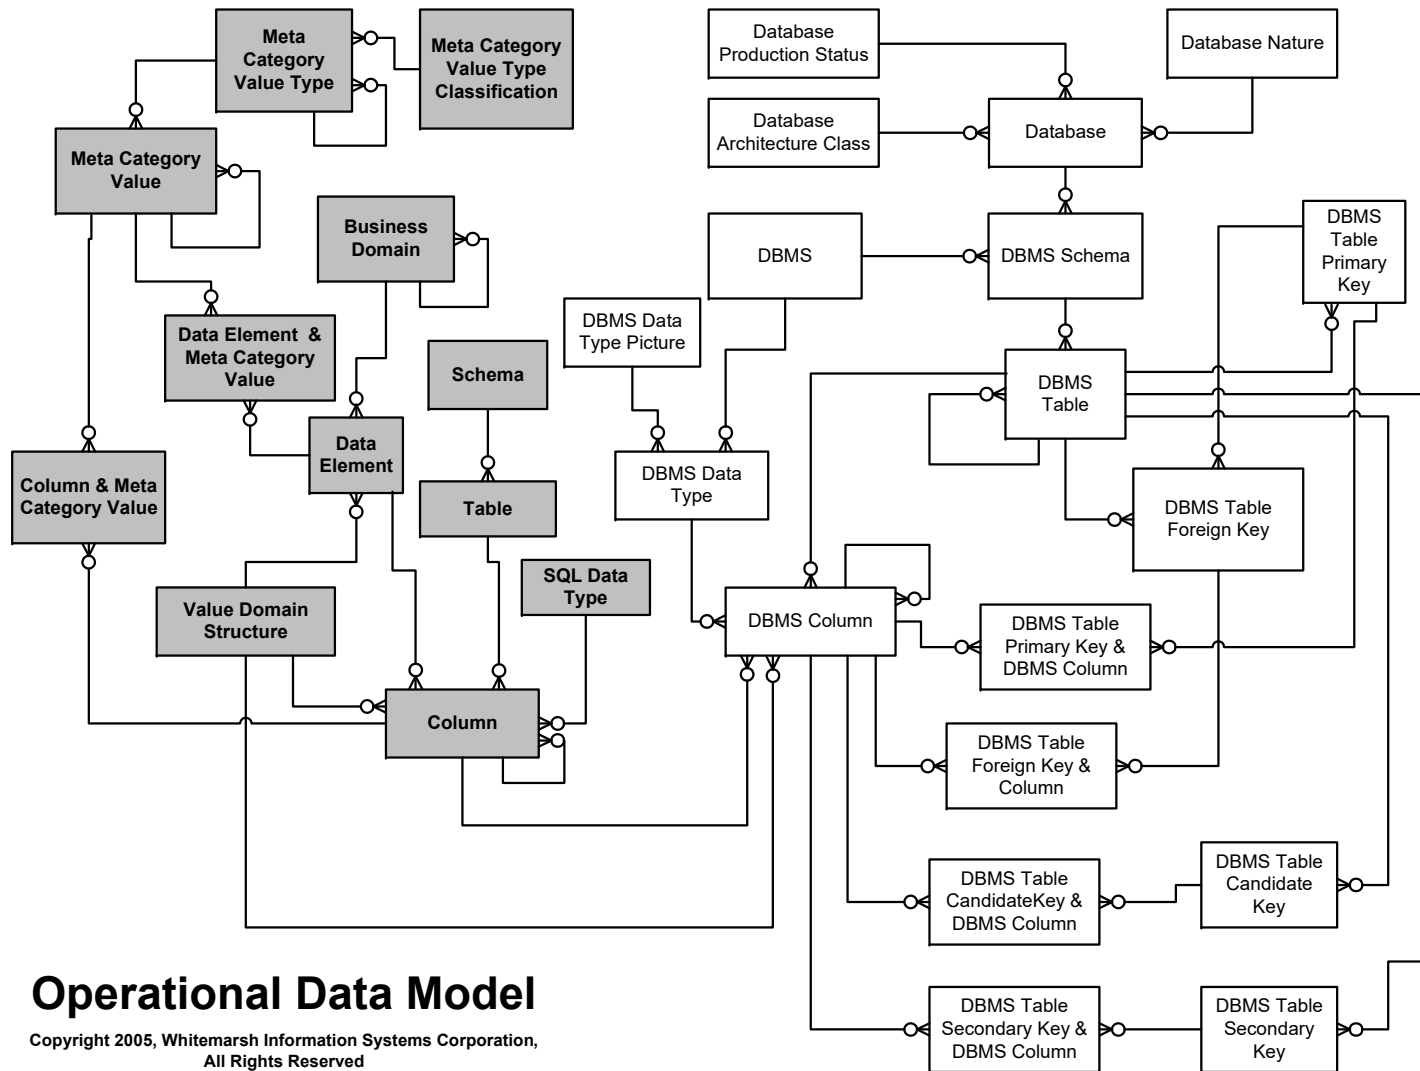 Meta
Category
Value Type
Meta Category
Value Type
Classification
Database
Production Status
Database Nature
Database
Architecture Class
Database
Meta Category
Value
Business
Domain
DBMS
DBMS Schema
DBMS
Table
Primary
Key
Data Element &
Meta Category
Value
DBMS Data
Type Picture
Schema
DBMS
Table
Data
Element
Column & Meta
Category Value
Table
DBMS Data
Type
DBMS Table
Foreign Key
Value Domain
Structure
SQL Data
Type
DBMS Column
DBMS Table
Primary Key &
DBMS Column
Column
DBMS Table
Foreign Key &
Column
DBMS Table
CandidateKey &
DBMS Column
DBMS Table
Candidate
Key
DBMS Table
Secondary Key &
DBMS Column
DBMS Table
Secondary
Key
Operational Data Model
Copyright 2005, Whitemarsh Information Systems Corporation,
All Rights Reserved